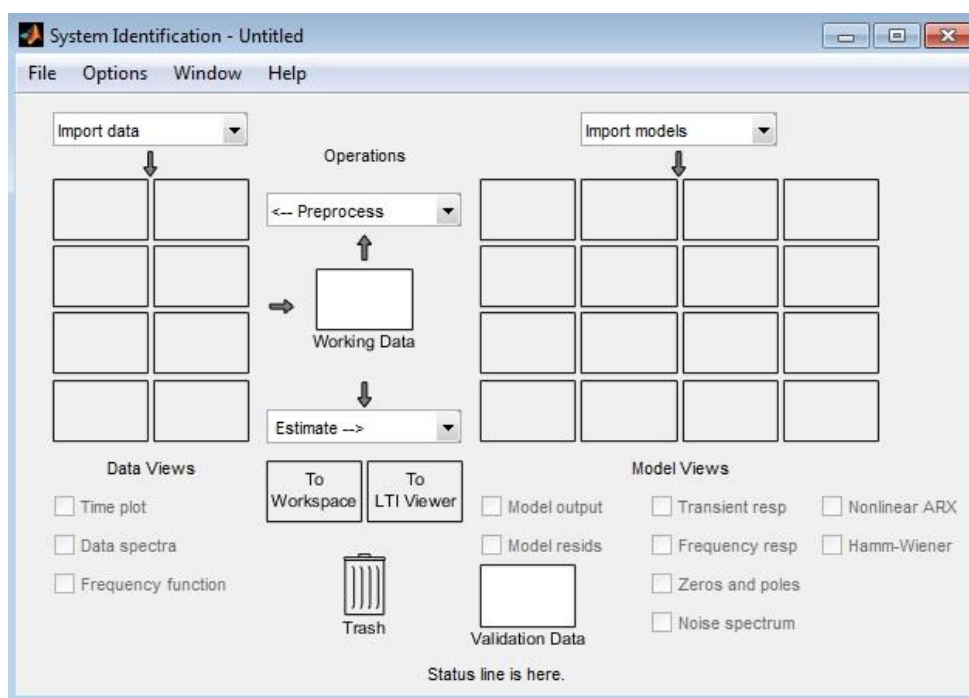 System Identification - Untitled
File Options Window Help
Import data
Import models
Operations
<-- Preprocess
Working Data
Estimate -->
Data Views
To Workspace
To LTI Viewer
Model Views
Time plot
Data spectra
Frequency function
Model output
Model resids
Transient resp
Frequency resp
Zeros and poles
Noise spectrum
Nonlinear ARX
Hamm-Wiener
Trash
Validation Data
Status line is here.